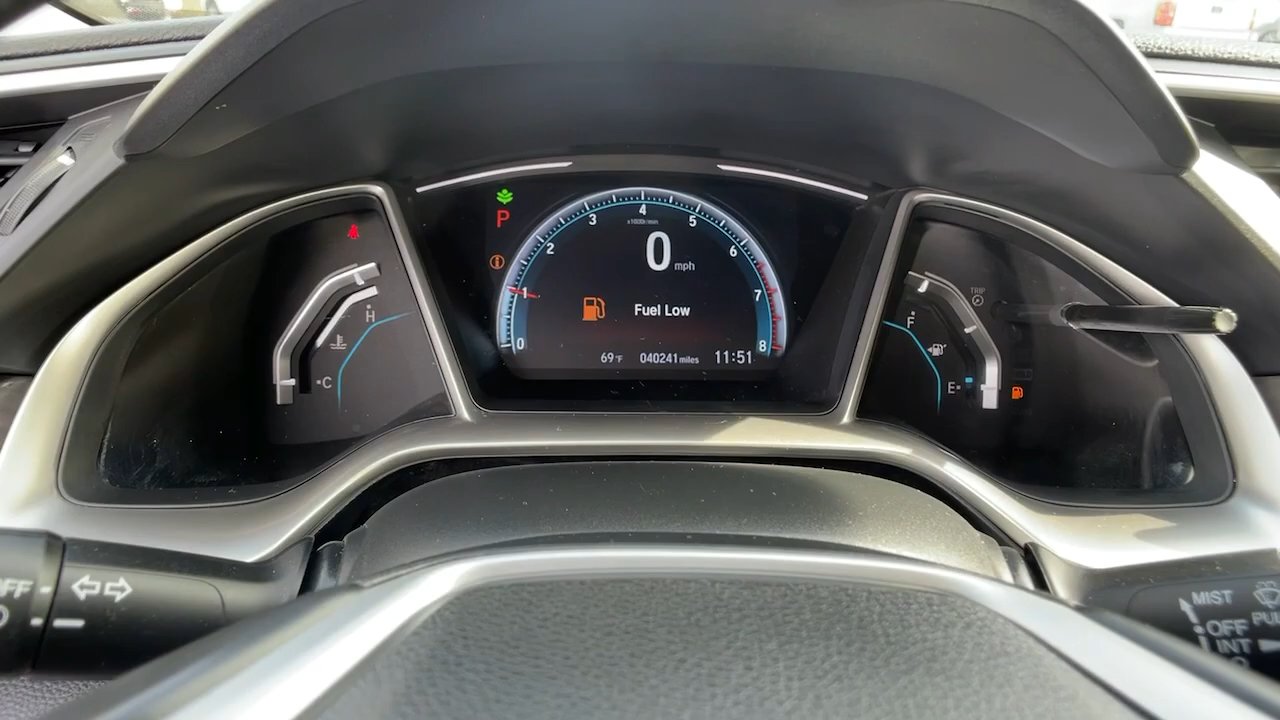 P
4
x1000r/min
3
5
2
6
1
7
0
8
0 mph
Fuel Low
69°F 040241 miles 11:51
H
C
TRIP
F
E
OFF
MIST
OFF
INT